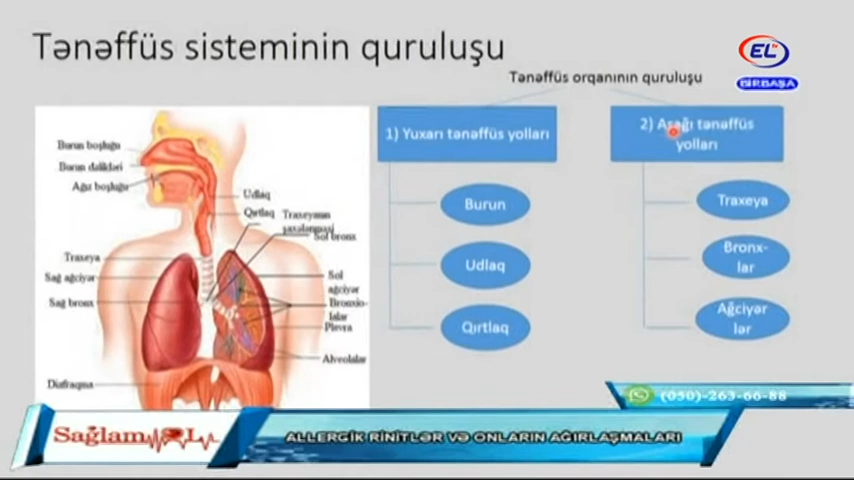 Tənəffüs sisteminin quruluşu
EL
BİRBAŞA
Tənəffüs orqanının quruluşu
1) Yuxarı tənəffüs yolları
2) Aşağı tənəffüs
yolları
Burun
Udlaq
Qırtlaq
Traxeya
Bronx-
lar
Ağciyər
lər
Burun boşluğu
Burun dəlikləri
Ağız boşluğu
Udlaq
Qırtlaq
Traxeyanın
şaxələnməsi
Sol bronx
Traxeya
Sağ ağciyər
Sağ bronx
Sol
ağciyər
Bronxio-
lalar
Plevra
Alveolalar
Diafraqma
(050)-263-66-88
Sağlam OL
ALLERGİK RİNİTLƏR VƏ ONLARIN AĞIRLAŞMALARI